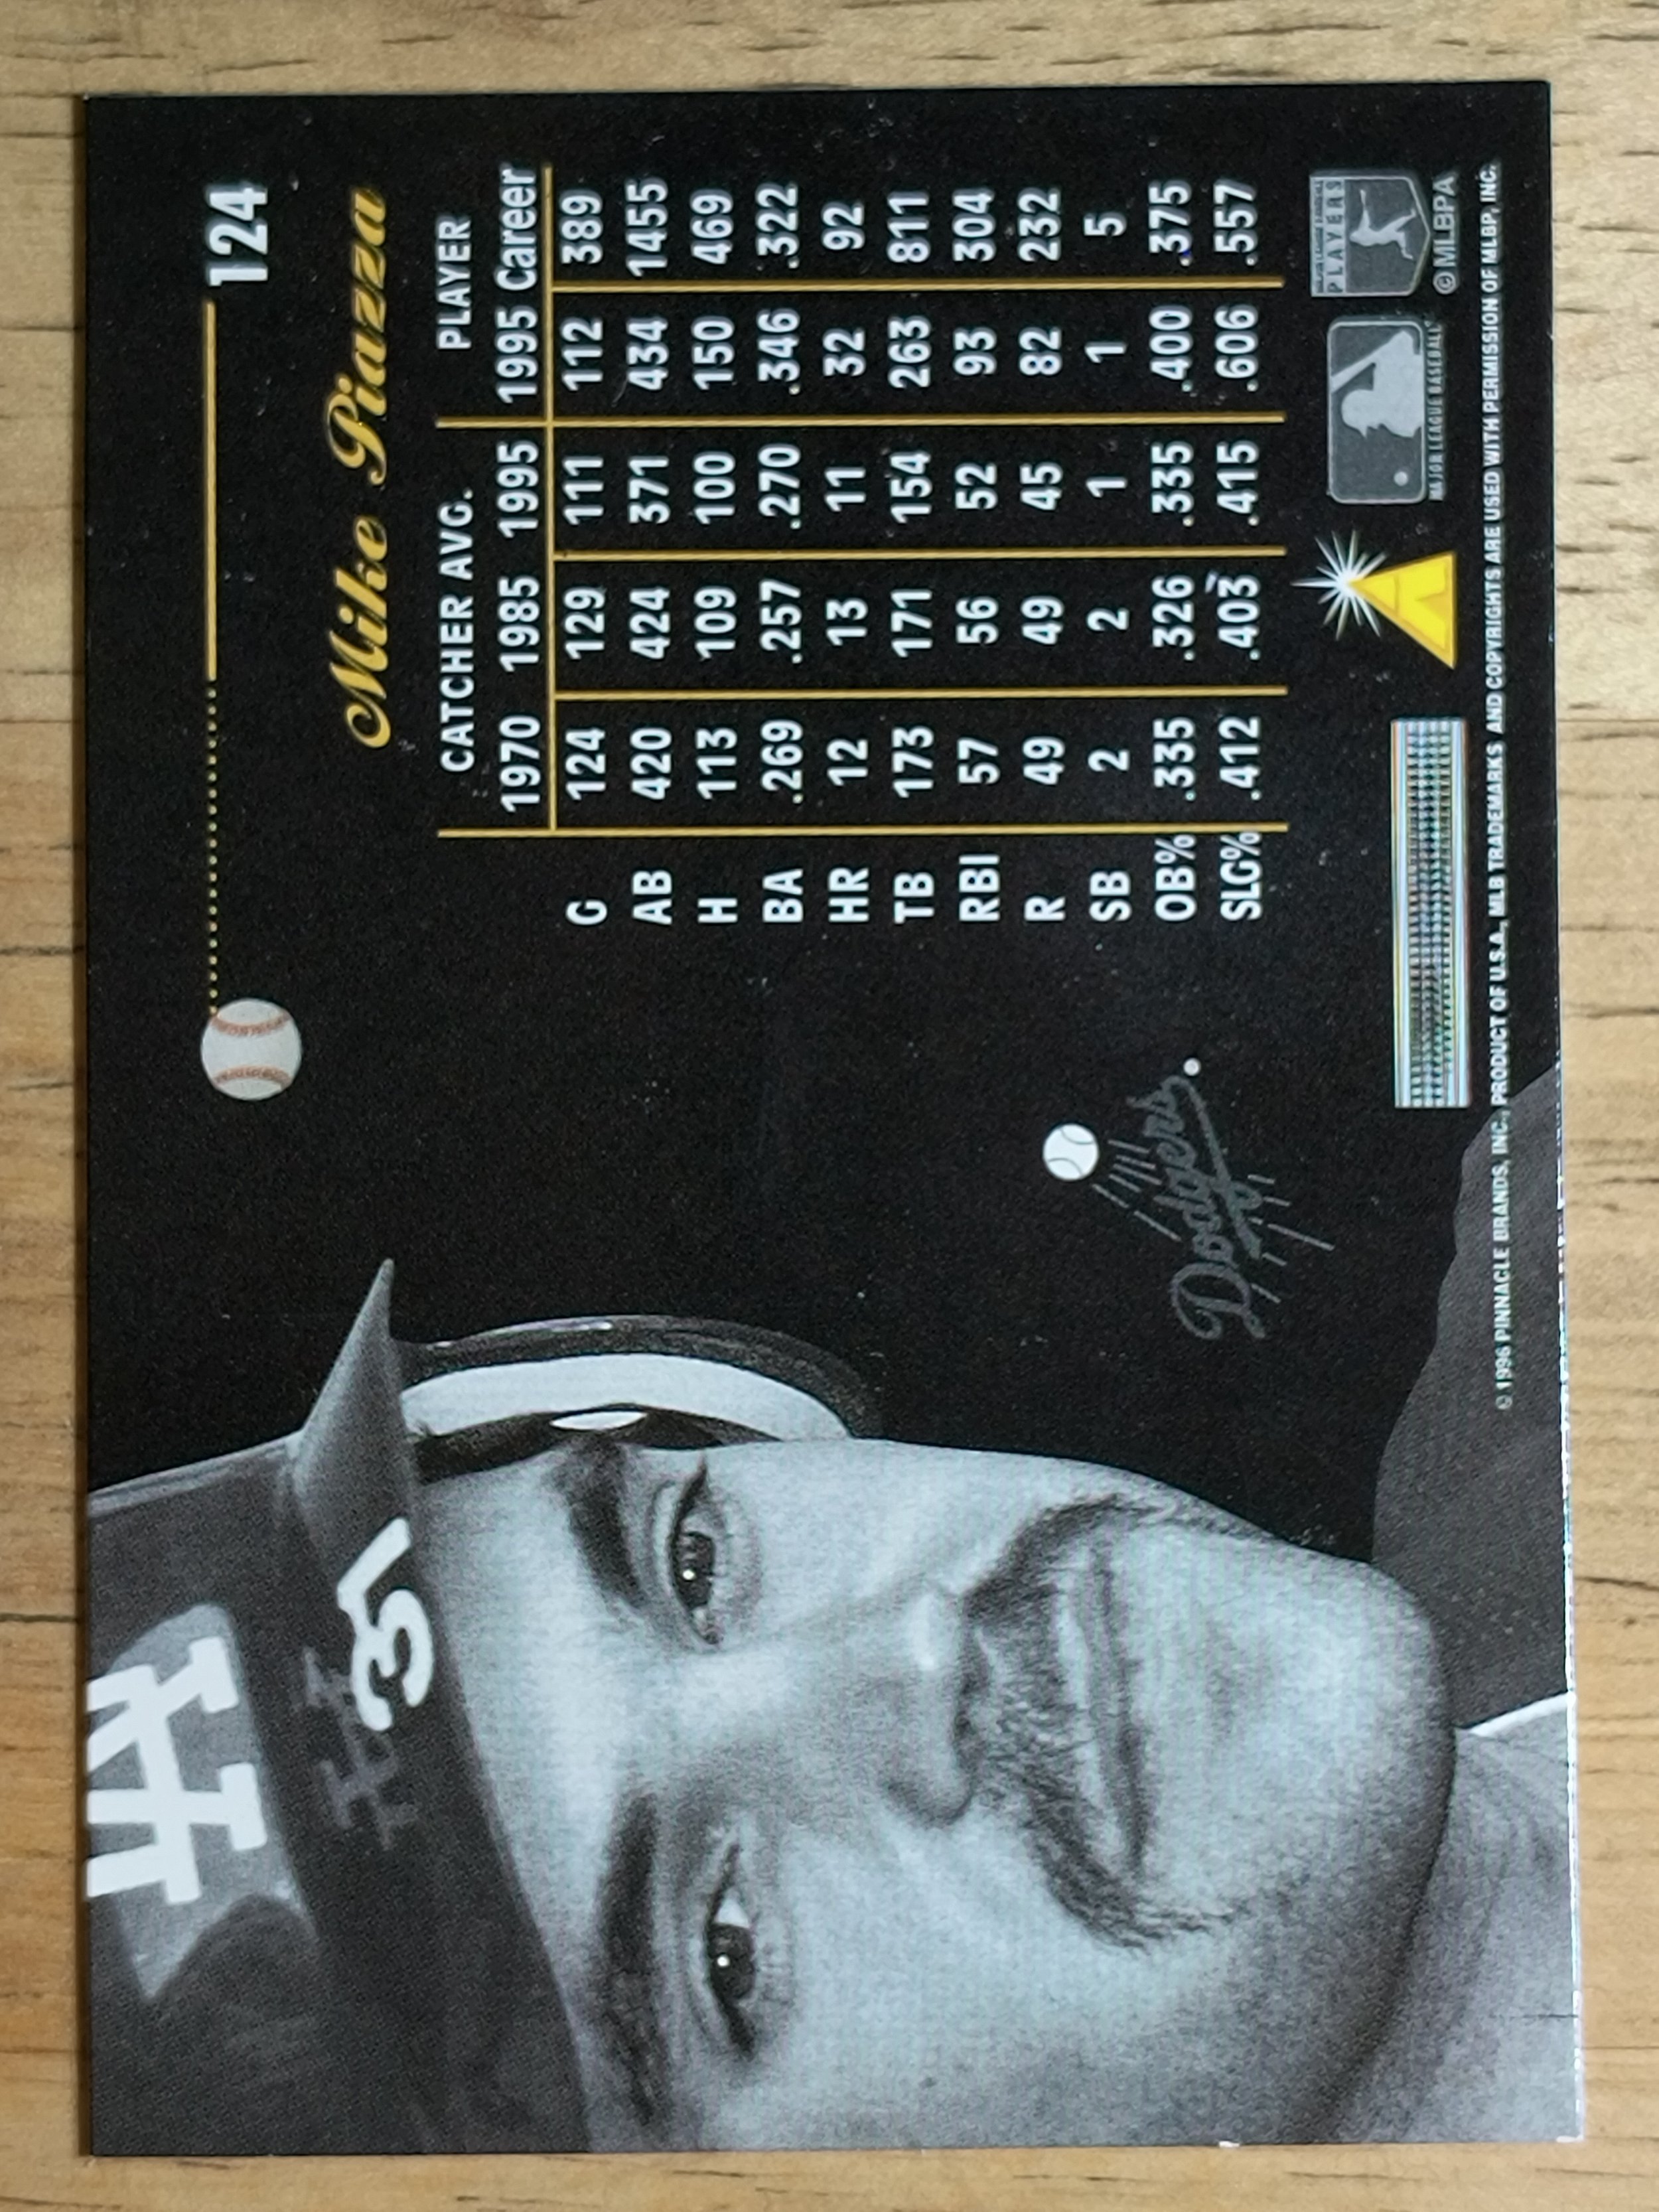 124
Mike Piazza
CATCHER AVG. PLAYER
1970 1985 1995 1995 Career
G 124 129 111 112 389
AB 420 424 371 434 1455
H 113 109 100 150 469
BA .269 .257 .270 .346 .322
HR 12 13 11 32 92
TB 173 171 154 263 811
RBI 57 56 52 93 304
R 49 49 45 82 232
SB 2 2 1 1 5
OB% .335 .326 .335 .400 .375
SLG% .412 .403 .415 .606 .557
Dodgers
LA
31
PLAYERS
© MLBPA
MAJOR LEAGUE BASEBALL
© 1996 PINNACLE BRANDS, INC., PRODUCT OF U.S.A., MLB TRADEMARKS AND COPYRIGHTS ARE USED WITH PERMISSION OF MLBP, INC.